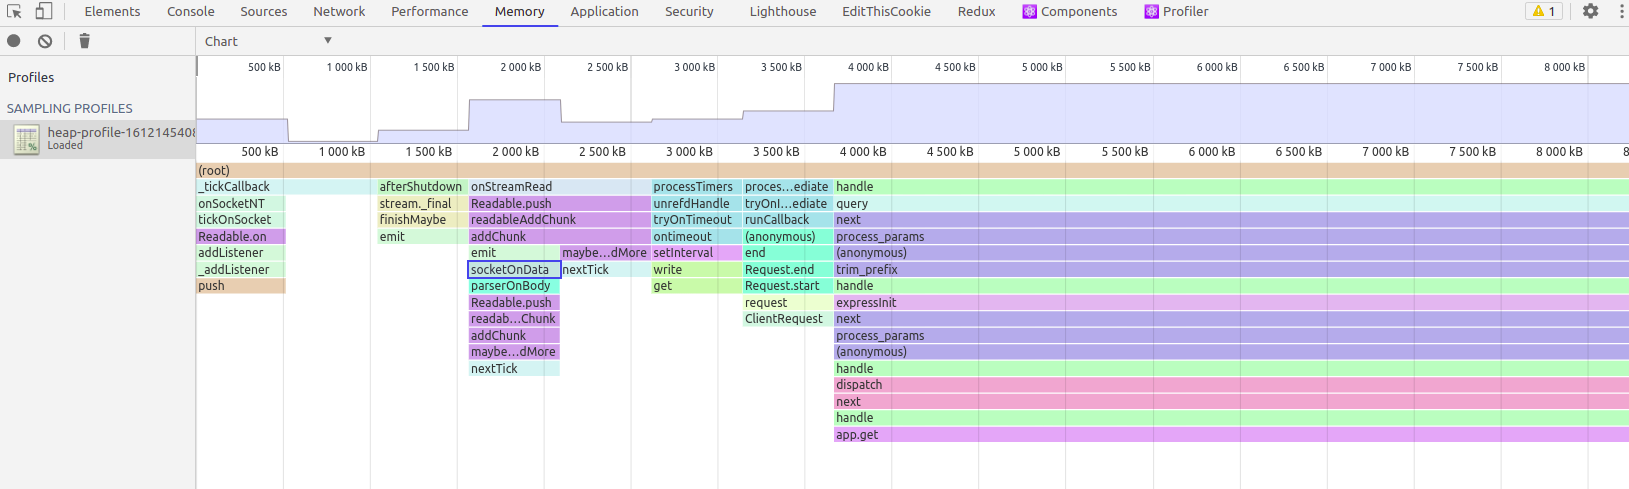 Elements Console Sources Network Performance Memory Application Security Lighthouse EditThisCookie Redux Components Profiler 1
Chart
Profiles
SAMPLING PROFILES
heap-profile-1612145408
Loaded
500 kB 1 000 kB 1 500 kB 2 000 kB 2 500 kB 3 000 kB 3 500 kB 4 000 kB 4 500 kB 5 000 kB 5 500 kB 6 000 kB 6 500 kB 7 000 kB 7 500 kB 8 000 kB
500 kB 1 000 kB 1 500 kB 2 000 kB 2 500 kB 3 000 kB 3 500 kB 4 000 kB 4 500 kB 5 000 kB 5 500 kB 6 000 kB 6 500 kB 7 000 kB 7 500 kB 8 000 kB 8
(root)
_tickCallback afterShutdown onStreamRead processTimers proces...ediate handle
onSocketNT stream._final Readable.push unrefdHandle tryOnI...ediate query
tickOnSocket finishMaybe readableAddChunk tryOnTimeout runCallback next
Readable.on emit addChunk ontimeout (anonymous) process_params
addListener emit maybe...dMore setInterval end (anonymous)
_addListener socketOnData nextTick write Request.end trim_prefix
push parserOnBody get Request.start handle
Readable.push request expressInit
readab...Chunk ClientRequest next
addChunk process_params
maybe...dMore (anonymous)
nextTick handle
dispatch
next
handle
app.get